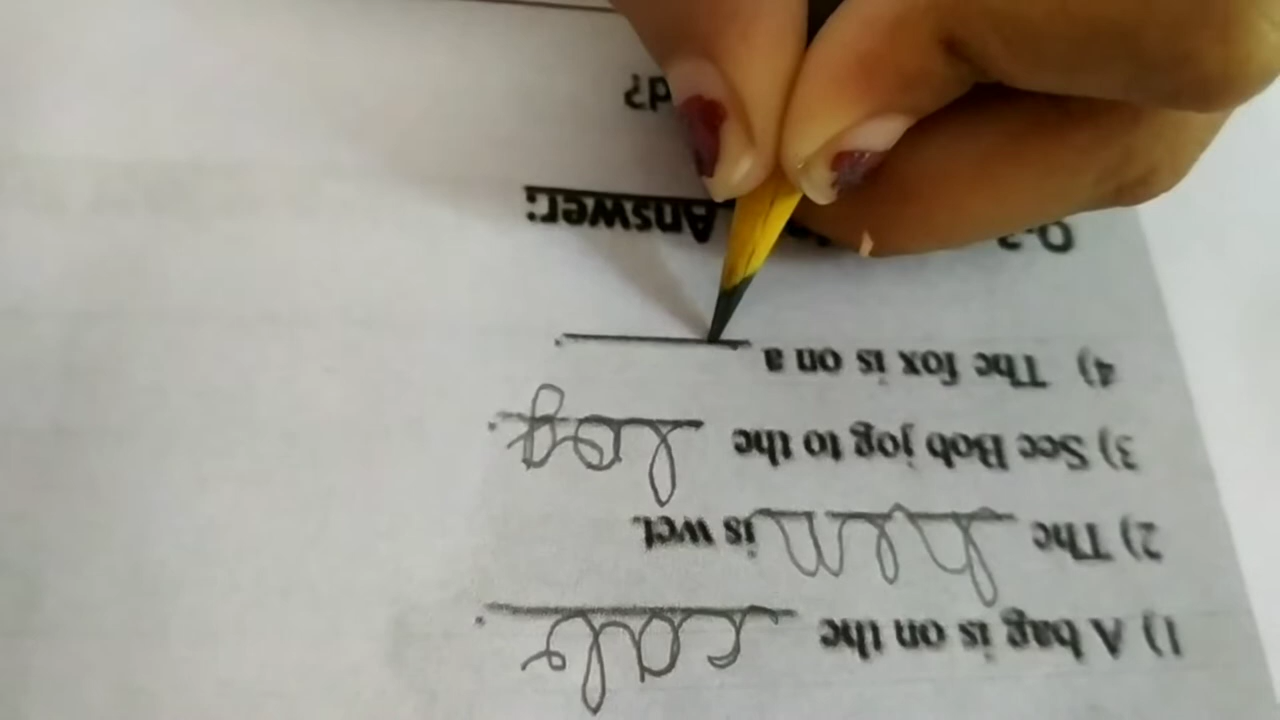 1) A bag is on the cab.
2) The hen is wet.
3) See Bob jog to the log.
4) The fox is on a ______.
Answer: